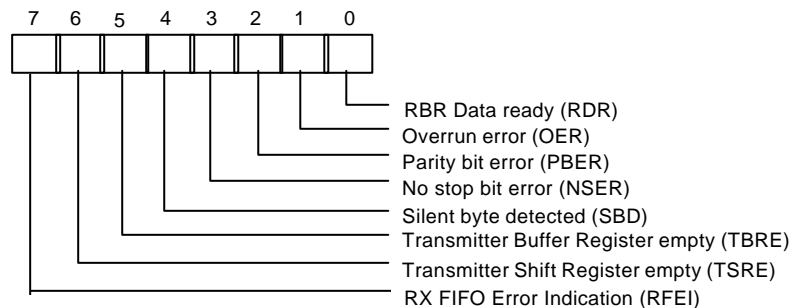 7 6 5 4 3 2 1 0
RBR Data ready (RDR)
Overrun error (OER)
Parity bit error (PBER)
No stop bit error (NSER)
Silent byte detected (SBD)
Transmitter Buffer Register empty (TBRE)
Transmitter Shift Register empty (TSRE)
RX FIFO Error Indication (RFEI)